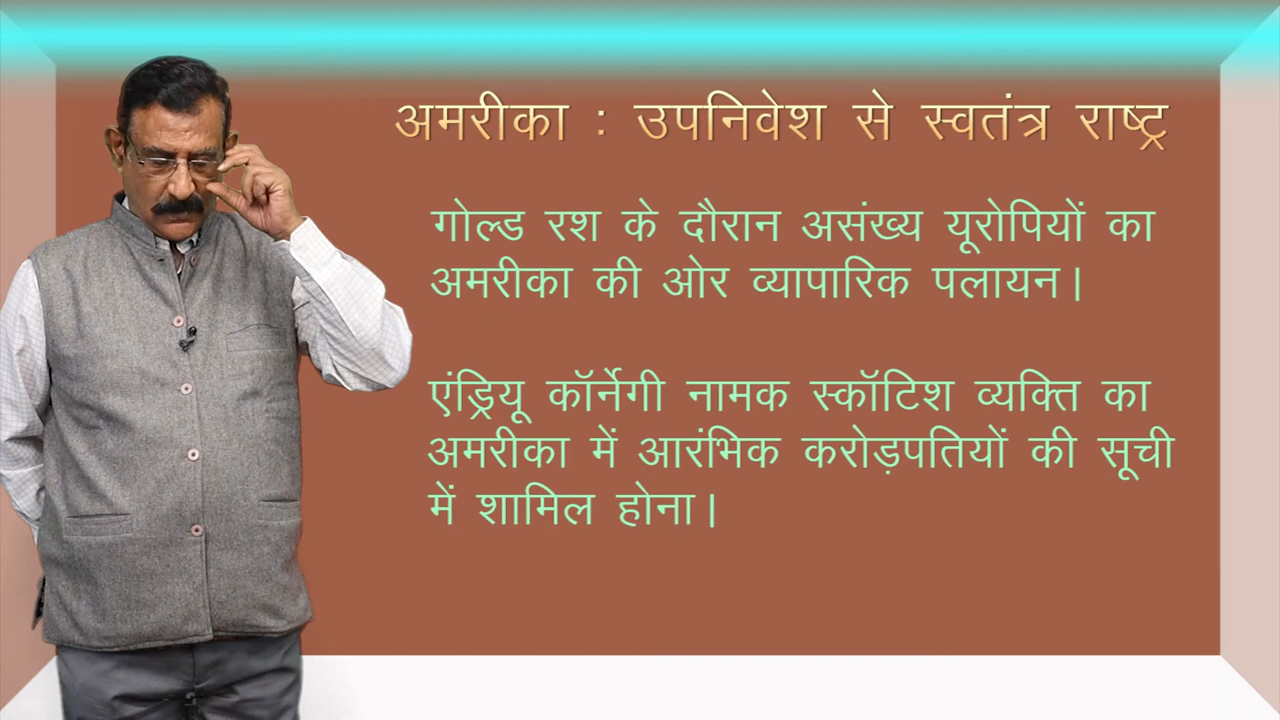 अमरीका : उपनिवेश से स्वतंत्र राष्ट्र
गोल्ड रश के दौरान असंख्य यूरोपियों का
अमरीका की ओर व्यापारिक पलायन।
एंड्रियू कॉर्नेगी नामक स्कॉटिश व्यक्ति का
अमरीका में आरंभिक करोड़पतियों की सूची
में शामिल होना।